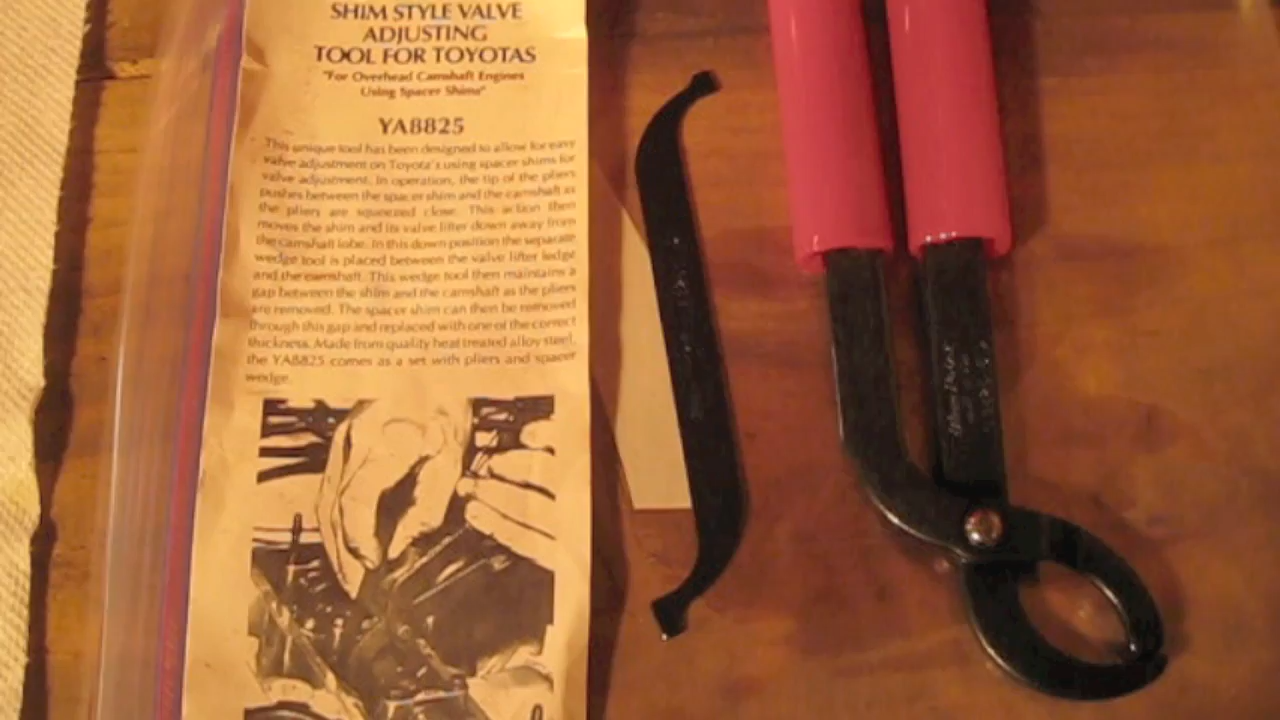 SHIM STYLE VALVE
ADJUSTING
TOOL FOR TOYOTAS
"For Overhead Camshaft Engines
Using Spacer Shims"
YA8825
This unique tool has been designed to allow for easy
valve adjustment on Toyota's using spacer shims for
valve adjustment. In operation, the tip of the pliers
pushes between the spacer shim and the camshaft as
the pliers are squeezed close. This action then
moves the shim and its valve lifter down away from
the camshaft lobe. In this down position the separate
wedge tool is placed between the valve lifter ledge
and the camshaft. This wedge tool then maintains a
gap between the shim and the camshaft as the pliers
are removed. The spacer shim can then be removed
through this gap and replaced with one of the correct
thickness. Made from quality heat treated alloy steel,
the YA8825 comes as a set with pliers and spacer
wedge.